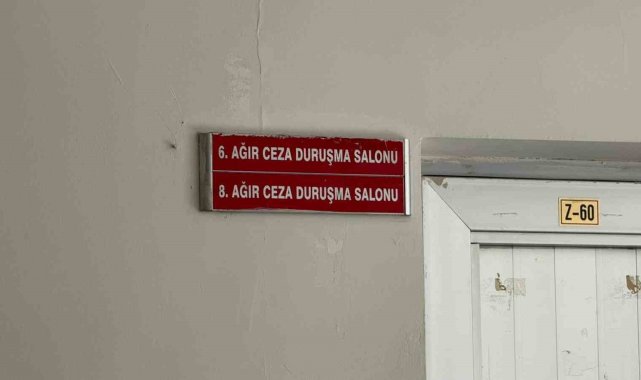 6. AĞIR CEZA DURUŞMA SALONU
8. AĞIR CEZA DURUŞMA SALONU
Z-60